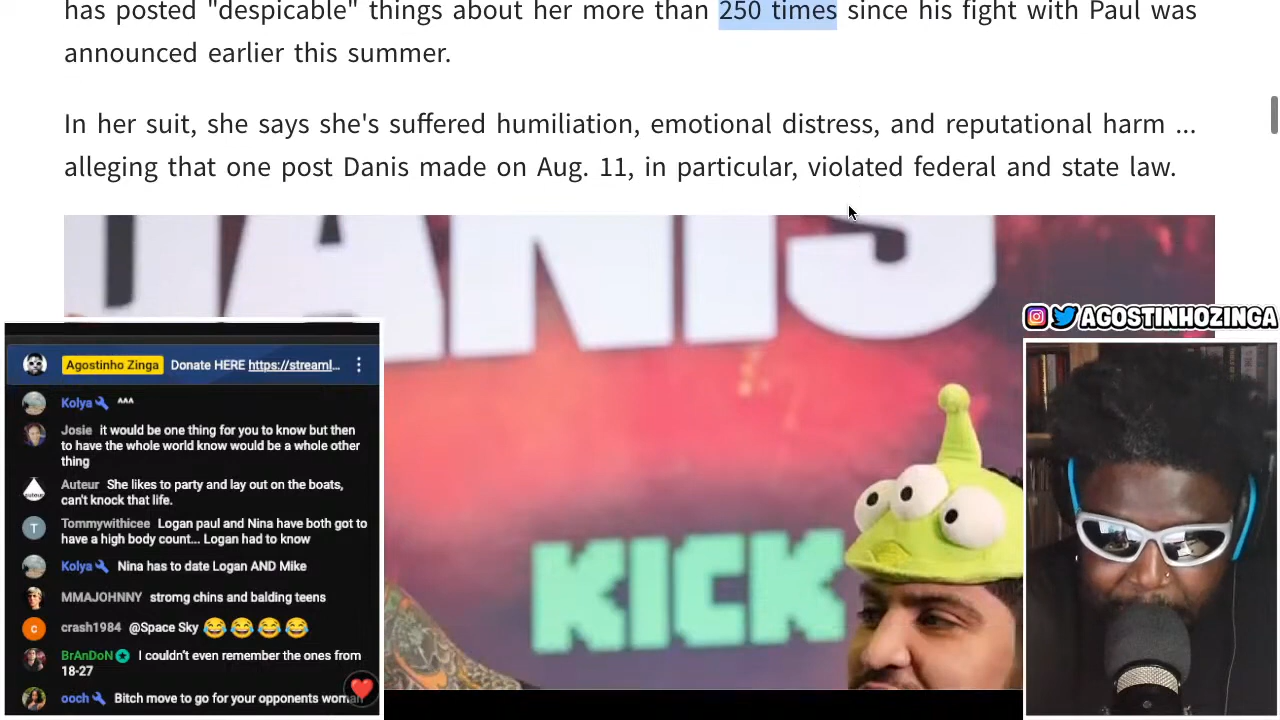 has posted "despicable" things about her more than 250 times since his fight with Paul was
announced earlier this summer.
In her suit, she says she's suffered humiliation, emotional distress, and reputational harm ...
alleging that one post Danis made on Aug. 11, in particular, violated federal and state law.
DANIS
KICK
@AGOSTINHOZINGA
Agostinho Zinga Donate HERE https://streaml...
Kolya ^^^
Josie it would be one thing for you to know but then
to have the whole world know would be a whole other
thing
Auteur She likes to party and lay out on the boats,
can't knock that life.
T Tommywithicee Logan paul and Nina have both got to
have a high body count... Logan had to know
Kolya Nina has to date Logan AND Mike
MMAJOHNNY stromg chins and balding teens
c crash1984 @Space Sky 😂😂😂😂
BrAnDoN I couldn't even remember the ones from
18-27
ooch Bitch move to go for your opponents woman